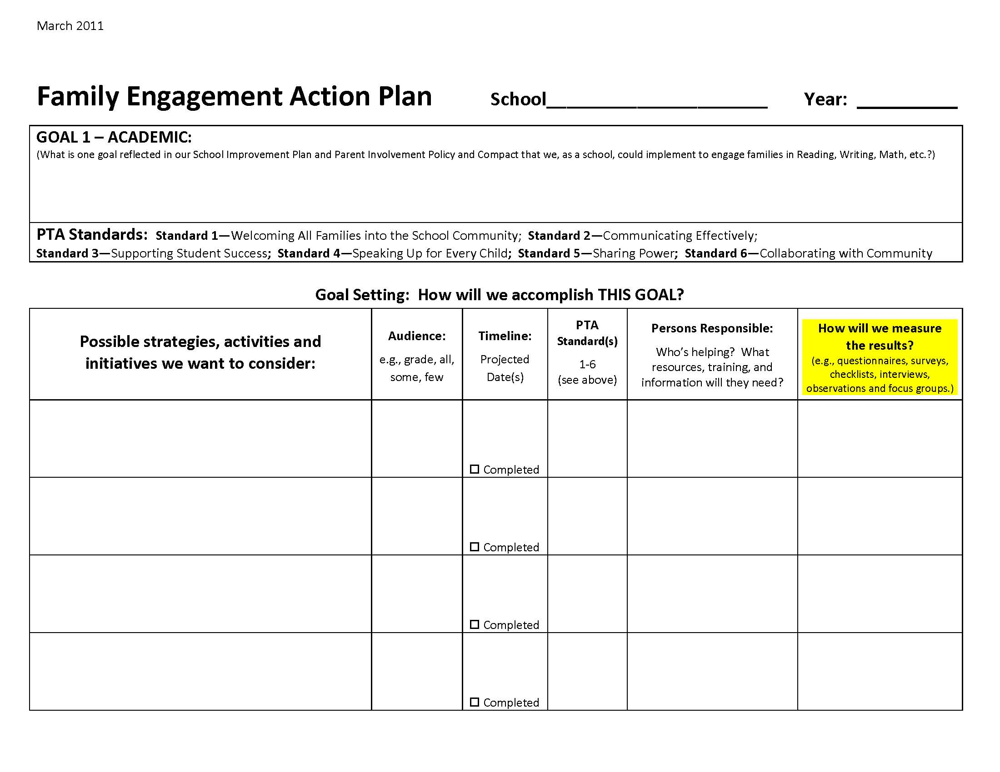 March 2011
Family Engagement Action Plan School______________________ Year: __________
GOAL 1 – ACADEMIC:
(What is one goal reflected in our School Improvement Plan and Parent Involvement Policy and Compact that we, as a school, could implement to engage families in Reading, Writing, Math, etc.?)
PTA Standards: Standard 1—Welcoming All Families into the School Community; Standard 2—Communicating Effectively;
Standard 3—Supporting Student Success; Standard 4—Speaking Up for Every Child; Standard 5—Sharing Power; Standard 6—Collaborating with Community
Goal Setting: How will we accomplish THIS GOAL?
Possible strategies, activities and
initiatives we want to consider:
Audience:
e.g., grade, all,
some, few
Timeline:
Projected
Date(s)
PTA
Standard(s)
1-6
(see above)
Persons Responsible:
Who’s helping? What
resources, training, and
information will they need?
How will we measure
the results?
(e.g., questionnaires, surveys,
checklists, interviews,
observations and focus groups.)
☐ Completed
☐ Completed
☐ Completed
☐ Completed